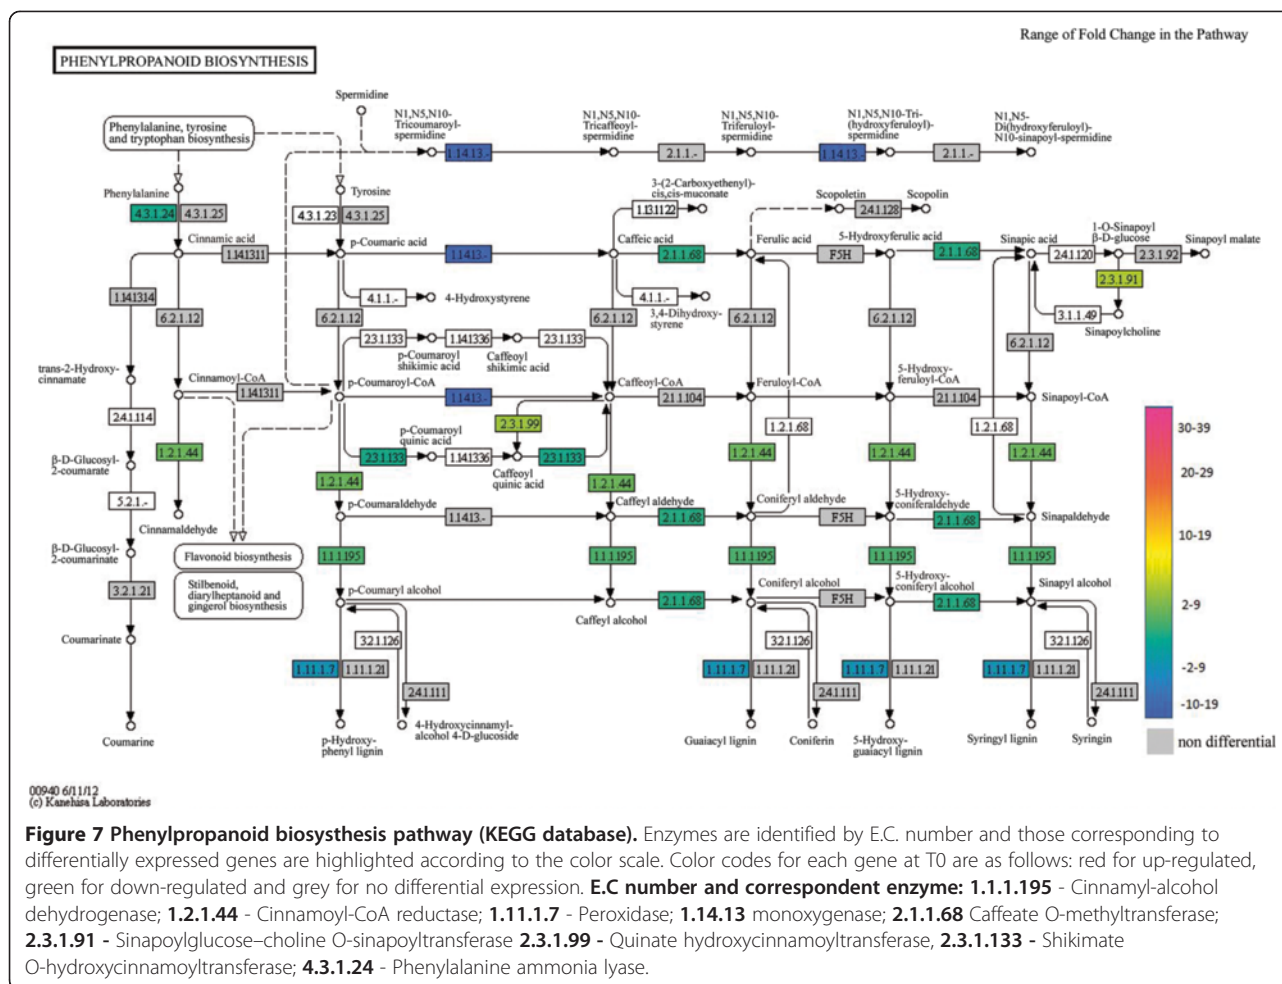 Range of Fold Change in the Pathway
PHENYLPROPANOID BIOSYNTHESIS
Spermidine
Phenylalanine, tyrosine
and tryptophan biosynthesis
N1,N5,N10-
Tricoumaroyl-
spermidine
N1,N5,N10-
Tricaffeoyl-
spermidine
N1,N5,N10-
Triferuloyl-
spermidine
N1,N5,N10-Tri-
(hydroxyferuloyl)-
spermidine
N1,N5-
Di(hydroxyferuloyl)-
N10-sinapoyl-spermidine
1.14.13.-
2.1.1.-
1.14.13.-
2.1.1.-
Phenylalanine
Tyrosine
3-(2-Carboxyethenyl)-
cis,cis-muconate
Scopoletin
Scopolin
4.3.1.24
4.3.1.25
4.3.1.23
4.3.1.25
1.13.11.22
2.4.1.128
Cinnamic acid
p-Coumaric acid
Caffeic acid
Ferulic acid
5-Hydroxyferulic acid
Sinapic acid
1-O-Sinapoyl
β-D-glucose
Sinapoyl malate
1.14.13.11
1.14.13.-
2.1.1.68
F5H
2.1.1.68
2.4.1.120
2.3.1.92
2.3.1.91
1.14.13.14
4.1.1.-
4-Hydroxystyrene
4.1.1.-
3,4-Dihydroxy-
styrene
3.1.1.49
Sinapoylcholine
6.2.1.12
6.2.1.12
6.2.1.12
6.2.1.12
6.2.1.12
6.2.1.12
2.3.1.133
1.14.13.36
2.3.1.133
p-Coumaroyl
shikimic acid
Caffeoyl
shikimic acid
trans-2-Hydroxy-
cinnamate
Cinnamoyl-CoA
p-Coumaroyl-CoA
Caffeoyl-CoA
Feruloyl-CoA
5-Hydroxy-
feruloyl-CoA
Sinapoyl-CoA
1.14.13.11
1.14.13.-
2.1.1.104
2.1.1.104
2.4.1.114
2.3.1.99
1.2.1.68
1.2.1.68
p-Coumaroyl
quinic acid
2.3.1.133
1.14.13.36
2.3.1.133
Caffeoyl
quinic acid
1.2.1.44
1.2.1.44
1.2.1.44
1.2.1.44
1.2.1.44
1.2.1.44
β-D-Glucosyl-
2-coumarate
5.2.1.-
Cinnamaldehyde
p-Coumaraldehyde
Caffeyl aldehyde
Coniferyl aldehyde
5-Hydroxy-
coniferaldehyde
Sinapaldehyde
1.14.13.-
2.1.1.68
F5H
2.1.1.68
β-D-Glucosyl-
2-coumarinate
Flavonoid biosynthesis
Stilbenoid,
diarylheptanoid and
gingerol biosynthesis
1.1.1.195
1.1.1.195
1.1.1.195
1.1.1.195
1.1.1.195
3.2.1.21
p-Coumaryl alcohol
Caffeyl alcohol
Coniferyl alcohol
5-Hydroxy-
coniferyl alcohol
Sinapyl alcohol
2.1.1.68
F5H
2.1.1.68
Coumarinate
3.2.1.126
3.2.1.126
3.2.1.126
1.11.1.7
1.11.1.21
1.11.1.7
1.11.1.21
1.11.1.7
1.11.1.21
1.11.1.7
1.11.1.21
2.4.1.111
2.4.1.111
2.4.1.111
Coumarine
p-Hydroxy-
phenyl lignin
4-Hydroxycinnamyl-
alcohol 4-D-glucoside
Guaiacyl lignin
Coniferin
5-Hydroxy-
guaiacyl lignin
Syringyl lignin
Syringin
30-39
20-29
10-19
2-9
-2-9
-10-19
non differential
00940 6/11/12
(c) Kanehisa Laboratories
Figure 7 Phenylpropanoid biosysthesis pathway (KEGG database). Enzymes are identified by E.C. number and those corresponding to
differentially expressed genes are highlighted according to the color scale. Color codes for each gene at T0 are as follows: red for up-regulated,
green for down-regulated and grey for no differential expression. E.C number and correspondent enzyme: 1.1.1.195 - Cinnamyl-alcohol
dehydrogenase; 1.2.1.44 - Cinnamoyl-CoA reductase; 1.11.1.7 - Peroxidase; 1.14.13 monoxygenase; 2.1.1.68 Caffeate O-methyltransferase;
2.3.1.91 - Sinapoylglucose–choline O-sinapoyltransferase 2.3.1.99 - Quinate hydroxycinnamoyltransferase, 2.3.1.133 - Shikimate
O-hydroxycinnamoyltransferase; 4.3.1.24 - Phenylalanine ammonia lyase.